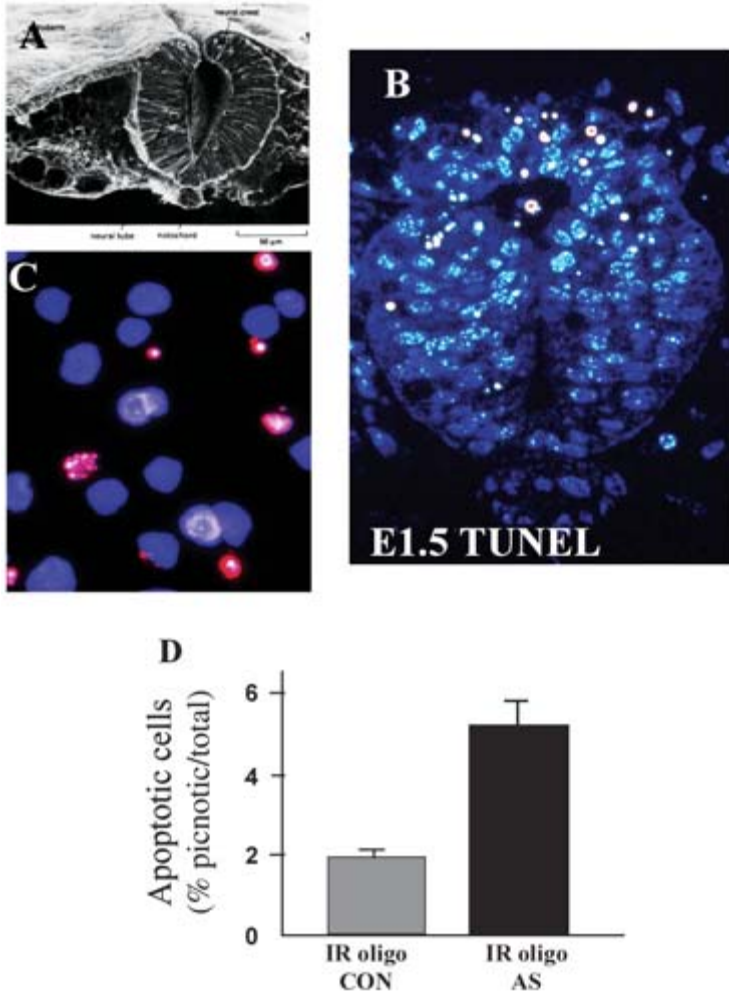 A
neural crest
neural tube
notochord
50 µm
B
E1.5 TUNEL
C
D
Apoptotic cells
(% picnotic/total)
6
4
2
0
IR oligo
CON
IR oligo
AS